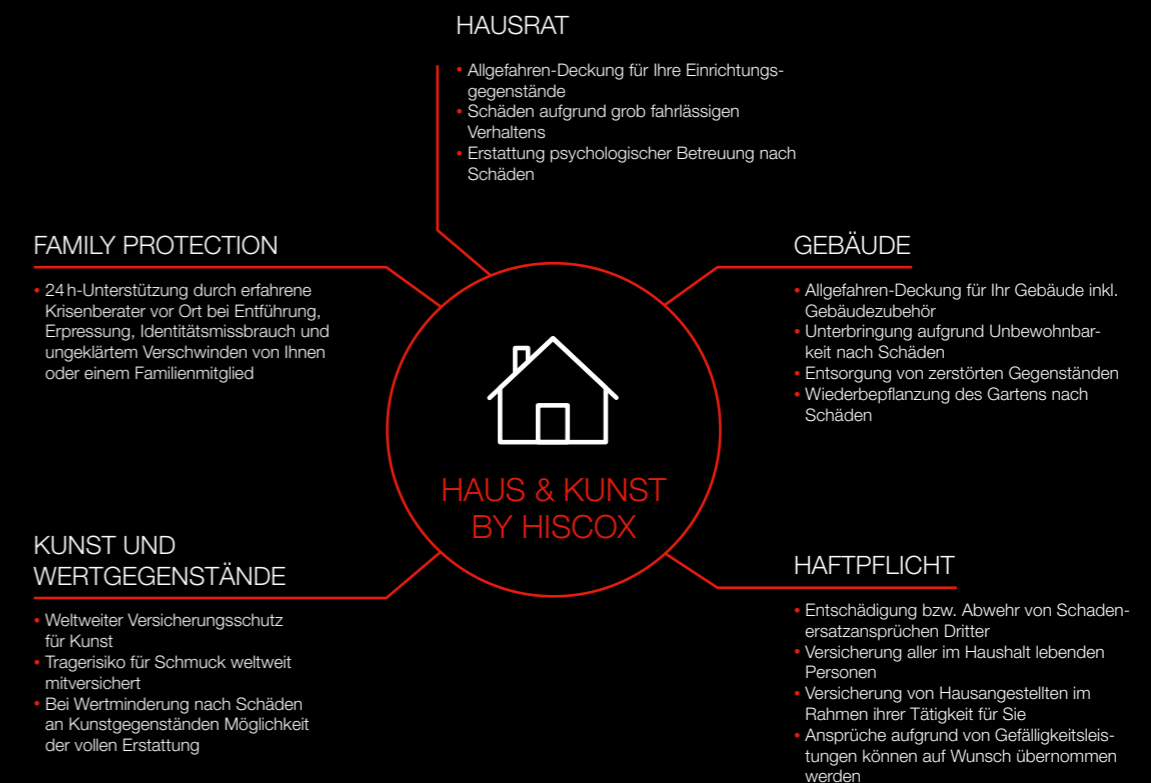 HAUSRAT
• Allgefahren-Deckung für Ihre Einrichtungs-
gegenstände
• Schäden aufgrund grob fahrlässigen
Verhaltens
• Erstattung psychologischer Betreuung nach
Schäden
FAMILY PROTECTION
• 24h-Unterstützung durch erfahrene
Krisenberater vor Ort bei Entführung,
Erpressung, Identitätsmissbrauch und
ungeklärtem Verschwinden von Ihnen
oder einem Familienmitglied
GEBÄUDE
• Allgefahren-Deckung für Ihr Gebäude inkl.
Gebäudezubehör
• Unterbringung aufgrund Unbewohnbar-
keit nach Schäden
• Entsorgung von zerstörten Gegenständen
• Wiederbepflanzung des Gartens nach
Schäden
HAUS & KUNST
BY HISCOX
KUNST UND
WERTGEGENSTÄNDE
• Weltweiter Versicherungsschutz
für Kunst
• Tragerisiko für Schmuck weltweit
mitversichert
• Bei Wertminderung nach Schäden
an Kunstgegenständen Möglichkeit
der vollen Erstattung
HAFTPFLICHT
• Entschädigung bzw. Abwehr von Schaden-
ersatzansprüchen Dritter
• Versicherung aller im Haushalt lebenden
Personen
• Versicherung von Hausangestellten im
Rahmen ihrer Tätigkeit für Sie
• Ansprüche aufgrund von Gefälligkeitsleis-
tungen können auf Wunsch übernommen
werden